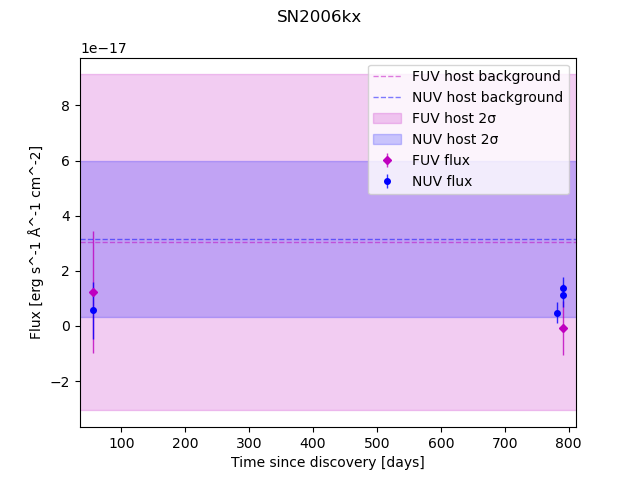 SN2006kx
1e−17
FUV host background
NUV host background
FUV host 2σ
NUV host 2σ
FUV flux
NUV flux
8
6
4
2
0
−2
Flux [erg s^-1 Å^-1 cm^-2]
100 200 300 400 500 600 700 800
Time since discovery [days]